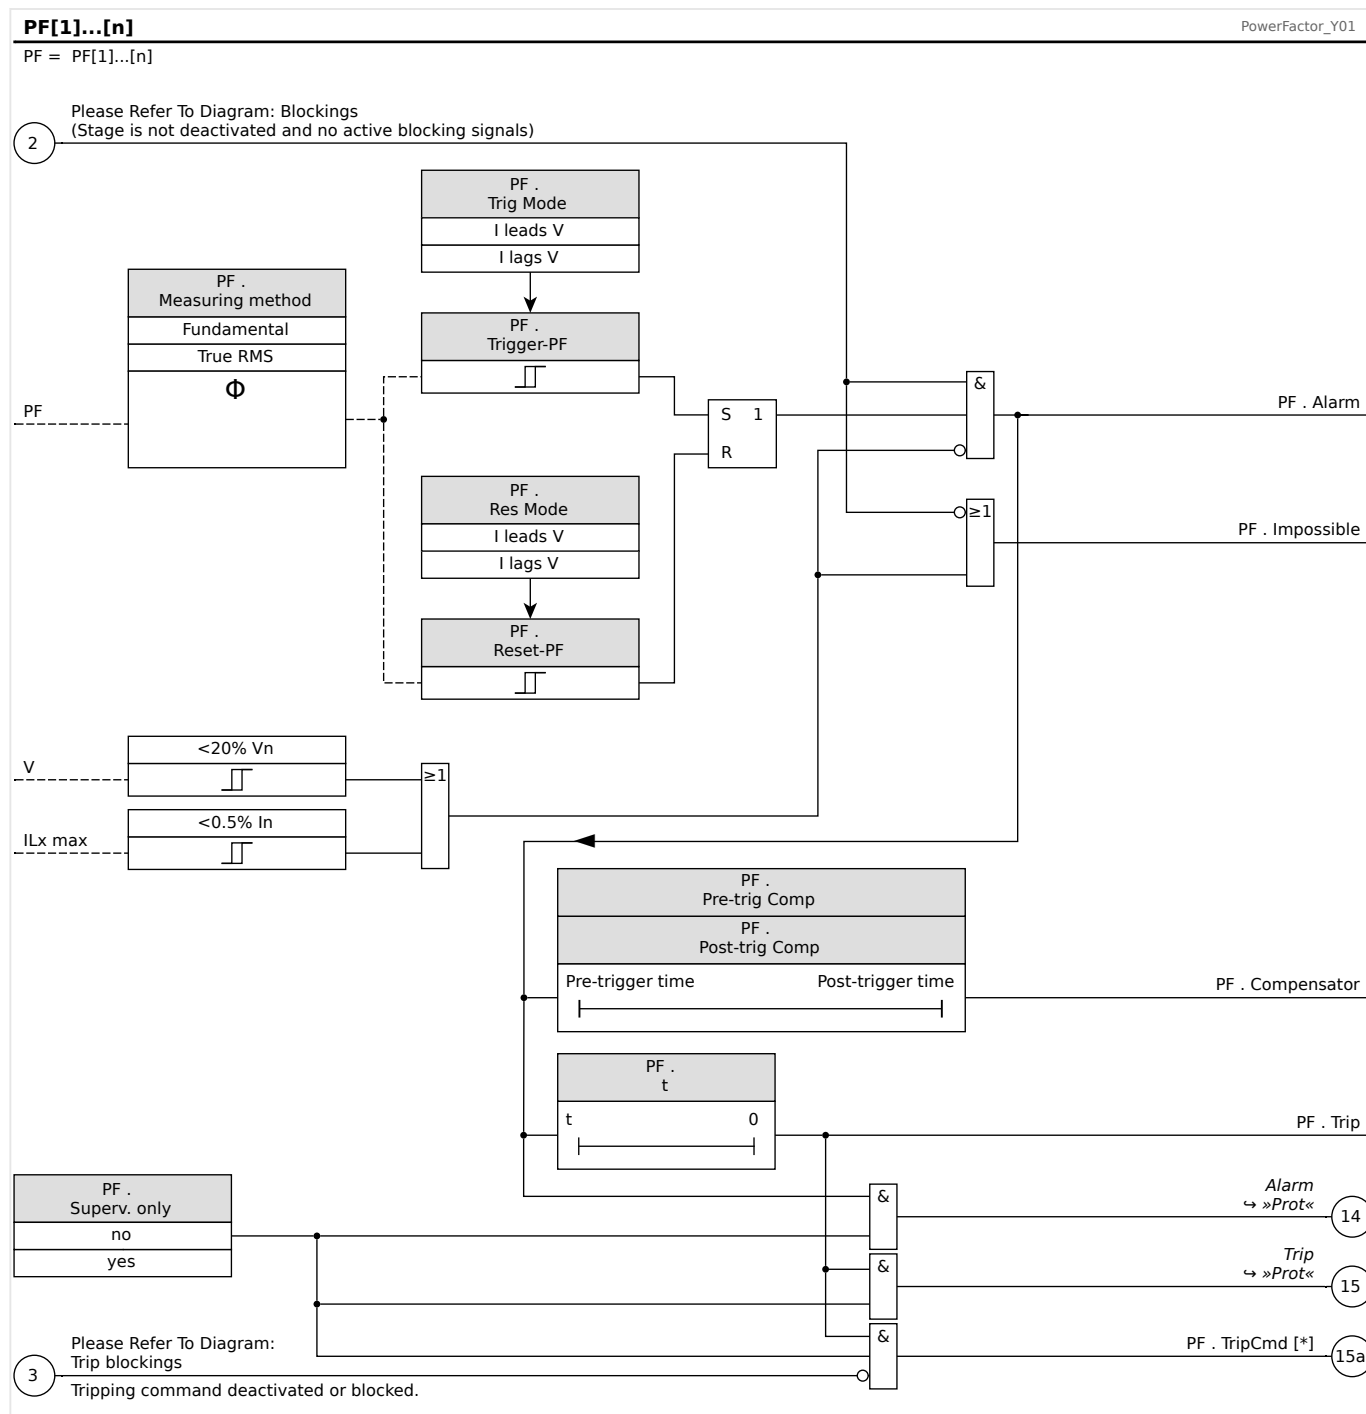 PF[1]...[n]
PowerFactor_Y01
PF = PF[1]...[n]
Please Refer To Diagram: Blockings
(Stage is not deactivated and no active blocking signals)
2
PF .
Trig Mode
I leads V
I lags V
PF .
Measuring method
Fundamental
True RMS
Φ
PF
PF .
Trigger-PF
S 1
R
&
PF . Alarm
PF .
Res Mode
I leads V
I lags V
≥1
PF . Impossible
PF .
Reset-PF
<20% Vn
V
≥1
<0.5% In
ILx max
PF .
Pre-trig Comp
PF .
Post-trig Comp
Pre-trigger time Post-trigger time
PF . Compensator
PF .
t
t 0
PF . Trip
PF .
Superv. only
no
yes
&
Alarm
↪ »Prot«
14
&
Trip
↪ »Prot«
15
&
PF . TripCmd [*]
15a
Please Refer To Diagram:
Trip blockings
3
Tripping command deactivated or blocked.